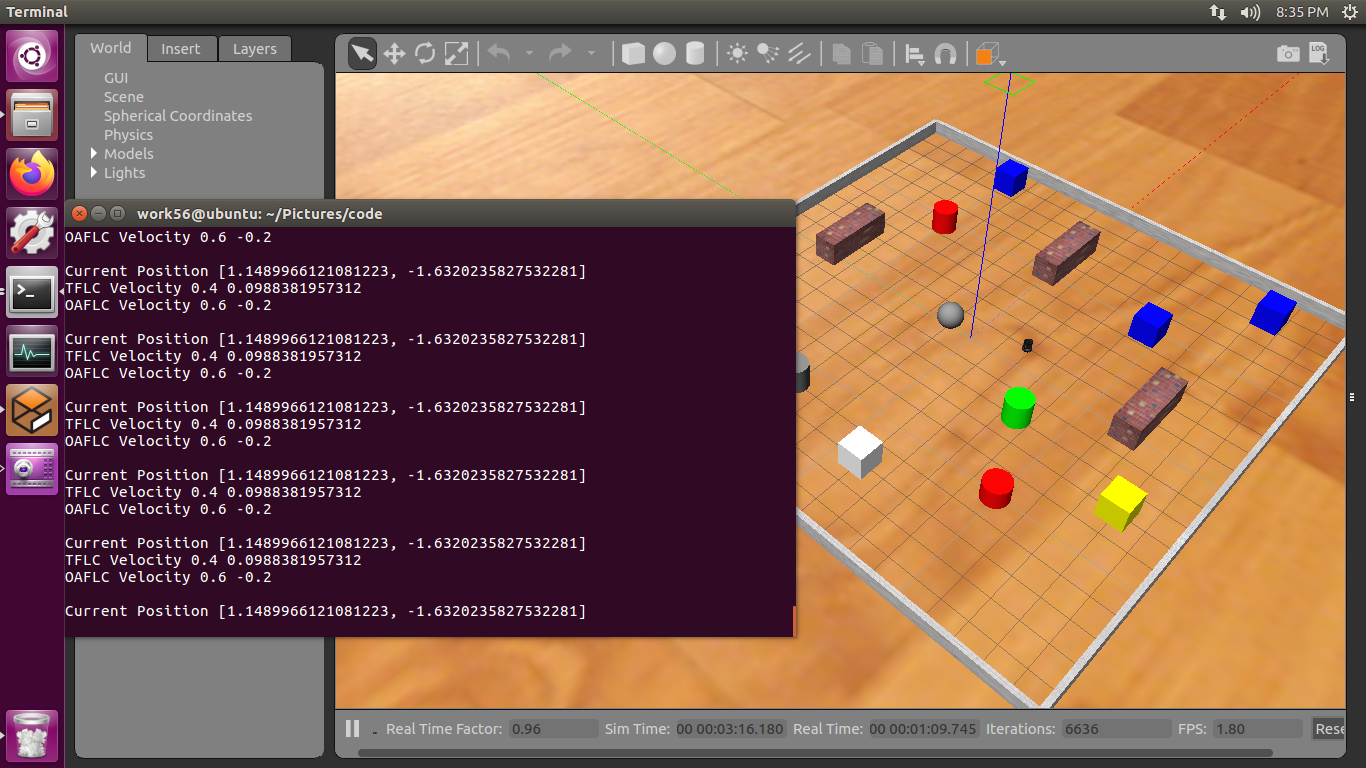 Terminal
8:35 PM
World
Insert
Layers
GUI
Scene
Spherical Coordinates
Physics
Models
Lights
LOG
work56@ubuntu: ~/Pictures/code
OAFLC Velocity 0.6 -0.2
Current Position [1.1489966121081223, -1.6320235827532281]
TFLC Velocity 0.4 0.0988381957312
OAFLC Velocity 0.6 -0.2
Current Position [1.1489966121081223, -1.6320235827532281]
TFLC Velocity 0.4 0.0988381957312
OAFLC Velocity 0.6 -0.2
Current Position [1.1489966121081223, -1.6320235827532281]
TFLC Velocity 0.4 0.0988381957312
OAFLC Velocity 0.6 -0.2
Current Position [1.1489966121081223, -1.6320235827532281]
TFLC Velocity 0.4 0.0988381957312
OAFLC Velocity 0.6 -0.2
Current Position [1.1489966121081223, -1.6320235827532281]
TFLC Velocity 0.4 0.0988381957312
OAFLC Velocity 0.6 -0.2
Current Position [1.1489966121081223, -1.6320235827532281]
Real Time Factor: 0.96 Sim Time: 00 00:03:16.180 Real Time: 00 00:01:09.745 Iterations: 6636 FPS: 1.80 Rese